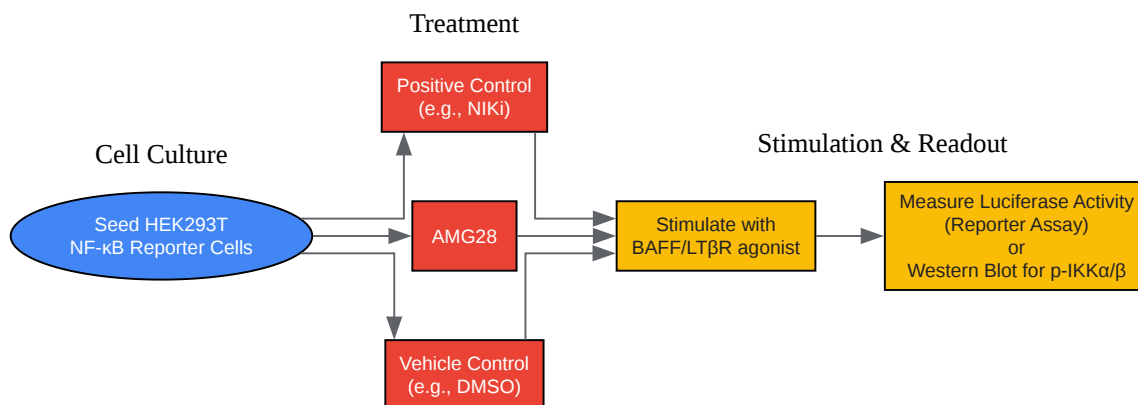 Treatment
Positive Control
(e.g., NIKi)
Cell Culture
Stimulation & Readout
Seed HEK293T
NF-κB Reporter Cells
AMG28
Stimulate with
BAFF/LTβR agonist
Measure Luciferase Activity
(Reporter Assay)
or
Western Blot for p-IKKα/β
Vehicle Control
(e.g., DMSO)